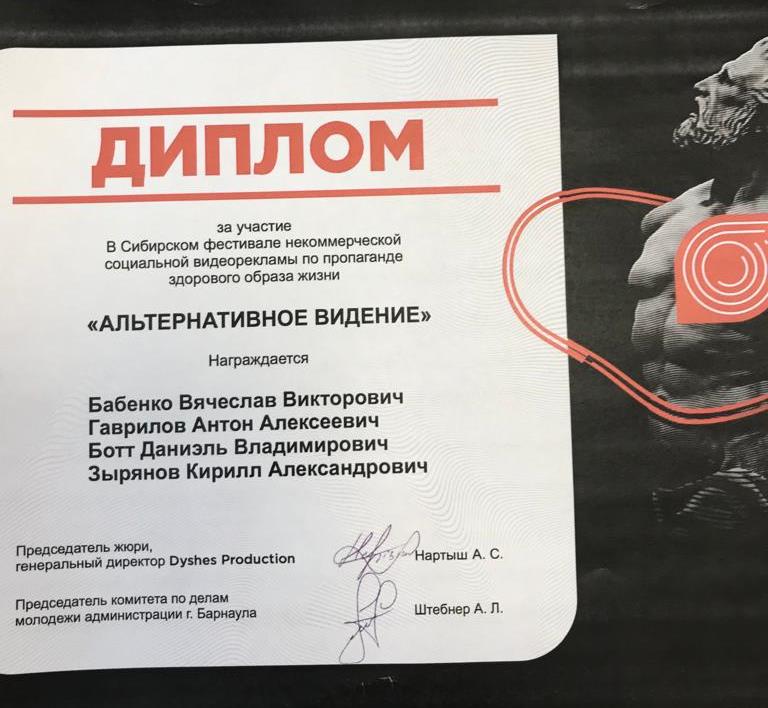 ДИПЛОМ
за участие
В Сибирском фестивале некоммерческой
социальной видеорекламы по пропаганде
здорового образа жизни
«АЛЬТЕРНАТИВНОЕ ВИДЕНИЕ»
Награждается
Бабенко Вячеслав Викторович
Гаврилов Антон Алексеевич
Ботт Даниэль Владимирович
Зырянов Кирилл Александрович
Председатель жюри,
генеральный директор Dyshes Production
Нартыш А. С.
Председатель комитета по делам
молодежи администрации г. Барнаула
Штебнер А. Л.